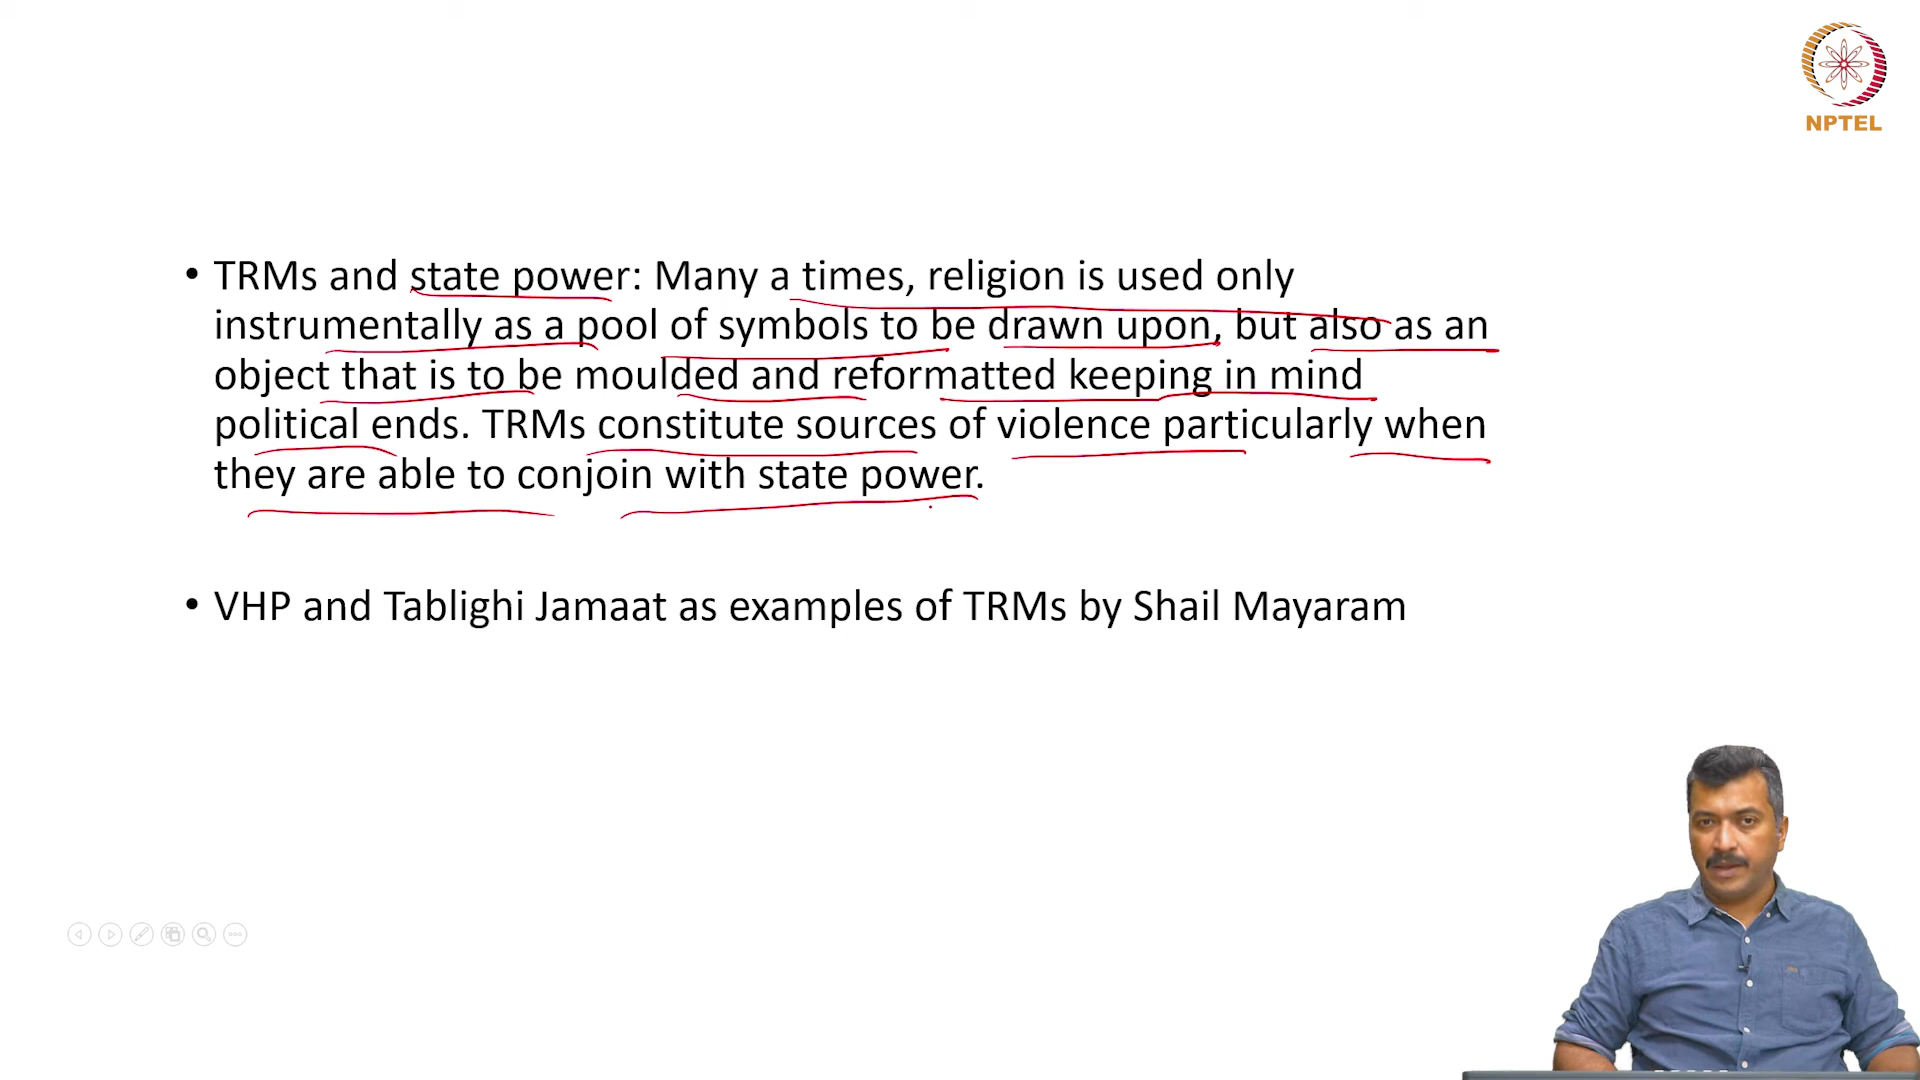 NPTEL
• TRMs and state power: Many a times, religion is used only
instrumentally as a pool of symbols to be drawn upon, but also as an
object that is to be moulded and reformatted keeping in mind
political ends. TRMs constitute sources of violence particularly when
they are able to conjoin with state power.
• VHP and Tablighi Jamaat as examples of TRMs by Shail Mayaram